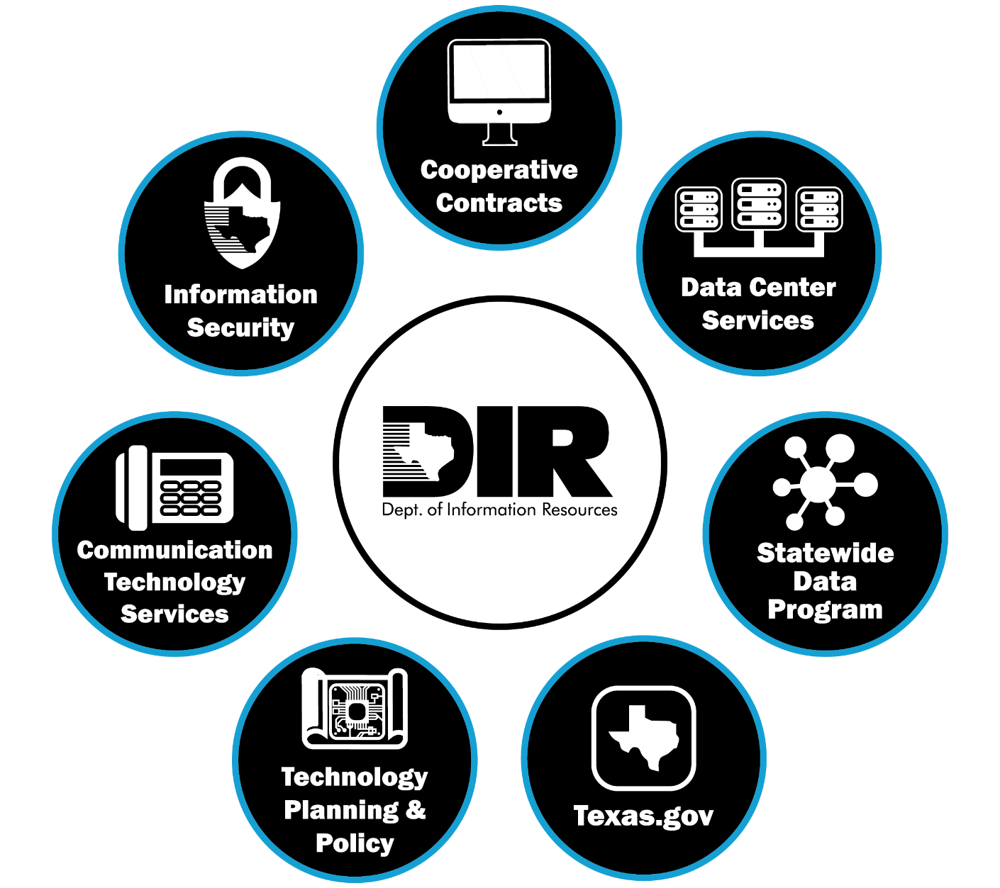 Cooperative
Contracts
Information
Security
Data Center
Services
DIR
Dept. of Information Resources
Communication
Technology
Services
Statewide
Data
Program
Technology
Planning &
Policy
Texas.gov